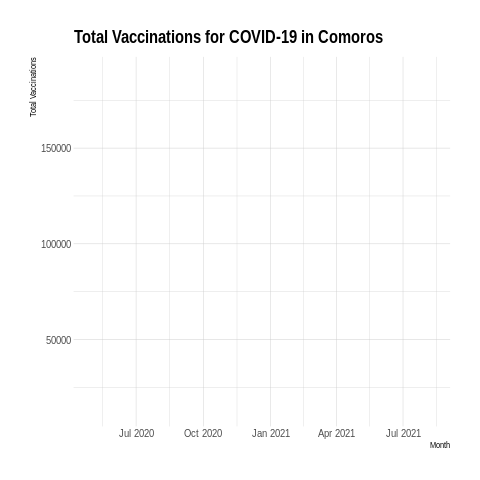 Total Vaccinations for COVID-19 in Comoros
Total Vaccinations
150000
100000
50000
Jul 2020 Oct 2020 Jan 2021 Apr 2021 Jul 2021
Month